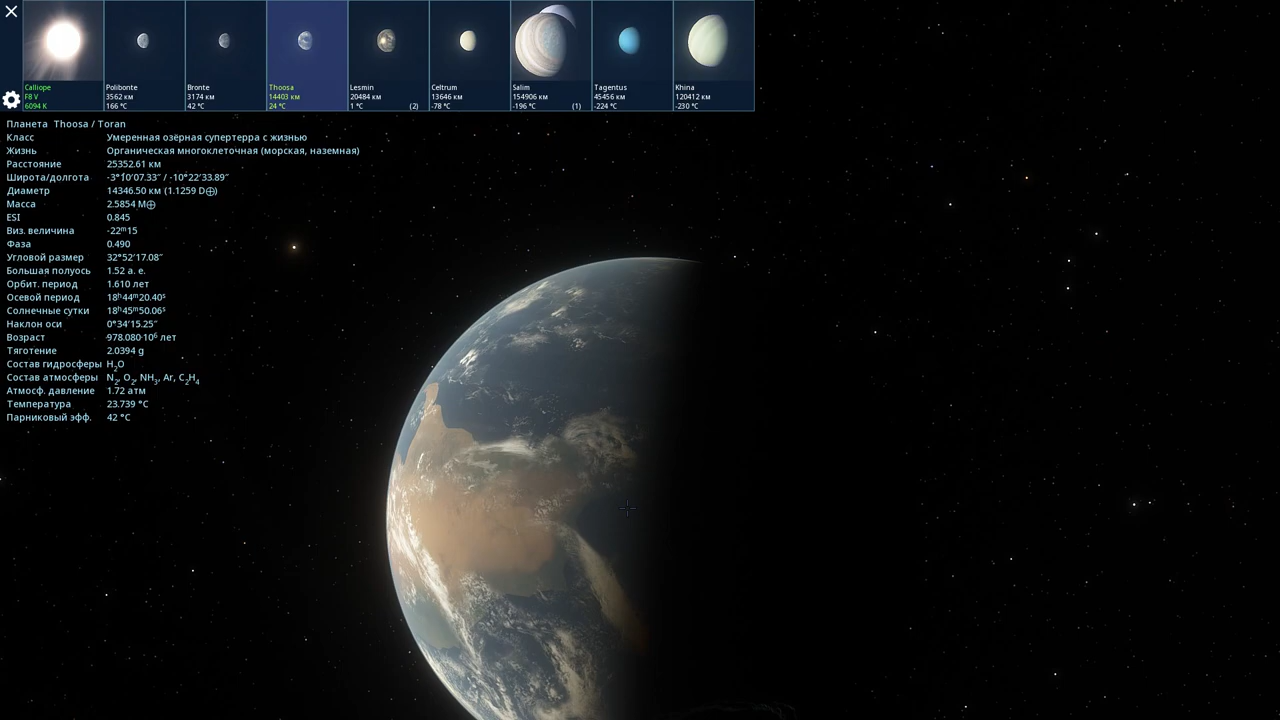 Calliope
F8 V
6094 K
Polibonte
3562 км
166 °C
Bronte
3174 км
42 °C
Thoosa
14403 км
24 °C
Lesmin
20484 км
1 °C (2)
Celtrum
13646 км
-78 °C
Salim
154906 км
-196 °C (1)
Tagentus
45456 км
-224 °C
Khina
120412 км
-230 °C
Планета Thoosa / Toran
Класс Умеренная озёрная супертерра с жизнью
Жизнь Органическая многоклеточная (морская, наземная)
Расстояние 25352.61 км
Широта/долгота -3°10′07.33″ / -10°22′33.89″
Диаметр 14346.50 км (1.1259 D⊕)
Масса 2.5854 M⊕
ESI 0.845
Виз. величина -22ᵐ15
Фаза 0.490
Угловой размер 32°52′17.08″
Большая полуось 1.52 а. е.
Орбит. период 1.610 лет
Осевой период 18ʰ44ᵐ20.40ˢ
Солнечные сутки 18ʰ45ᵐ50.06ˢ
Наклон оси 0°34′15.25″
Возраст 978.080·10⁶ лет
Тяготение 2.0394 g
Состав гидросферы H₂O
Состав атмосферы N₂, O₂, NH₃, Ar, C₂H₄
Атмосф. давление 1.72 атм
Температура 23.739 °C
Парниковый эфф. 42 °C